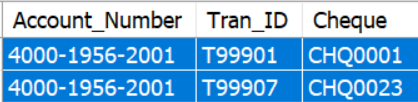 Account_Number Tran_ID Cheque
4000-1956-2001 T99901 CHQ0001
4000-1956-2001 T99907 CHQ0023